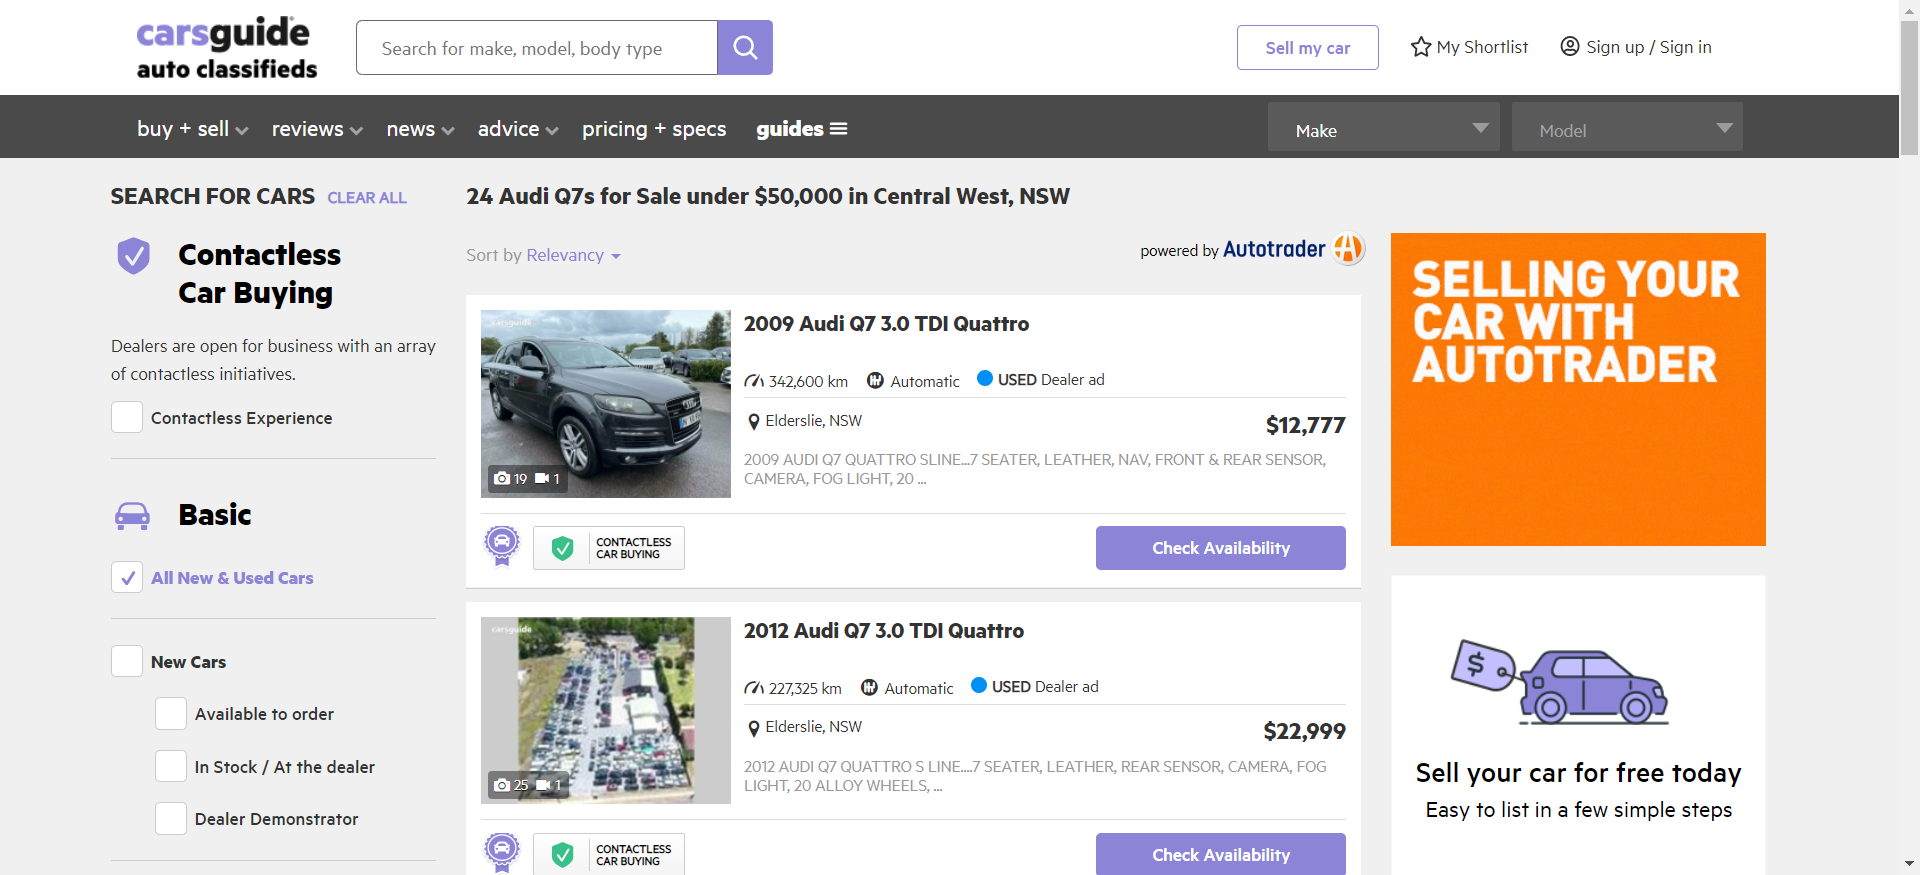 carsguide
auto classifieds
Search for make, model, body type
Sell my car
My Shortlist
Sign up / Sign in
buy + sell
reviews
news
advice
pricing + specs
guides
Make
Model
SEARCH FOR CARS CLEAR ALL
Contactless
Car Buying
Dealers are open for business with an array
of contactless initiatives.
Contactless Experience
Basic
All New & Used Cars
New Cars
Available to order
In Stock / At the dealer
Dealer Demonstrator
24 Audi Q7s for Sale under $50,000 in Central West, NSW
Sort by Relevancy
powered by Autotrader
carsguide
19 1
2009 Audi Q7 3.0 TDI Quattro
342,600 km Automatic USED Dealer ad
Elderslie, NSW
$12,777
2009 AUDI Q7 QUATTRO SLINE...7 SEATER, LEATHER, NAV, FRONT & REAR SENSOR,
CAMERA, FOG LIGHT, 20 ...
CONTACTLESS
CAR BUYING
Check Availability
carsguide
25 1
2012 Audi Q7 3.0 TDI Quattro
227,325 km Automatic USED Dealer ad
Elderslie, NSW
$22,999
2012 AUDI Q7 QUATTRO S LINE....7 SEATER, LEATHER, REAR SENSOR, CAMERA, FOG
LIGHT, 20 ALLOY WHEELS, ...
CONTACTLESS
CAR BUYING
Check Availability
SELLING YOUR
CAR WITH
AUTOTRADER
$
Sell your car for free today
Easy to list in a few simple steps